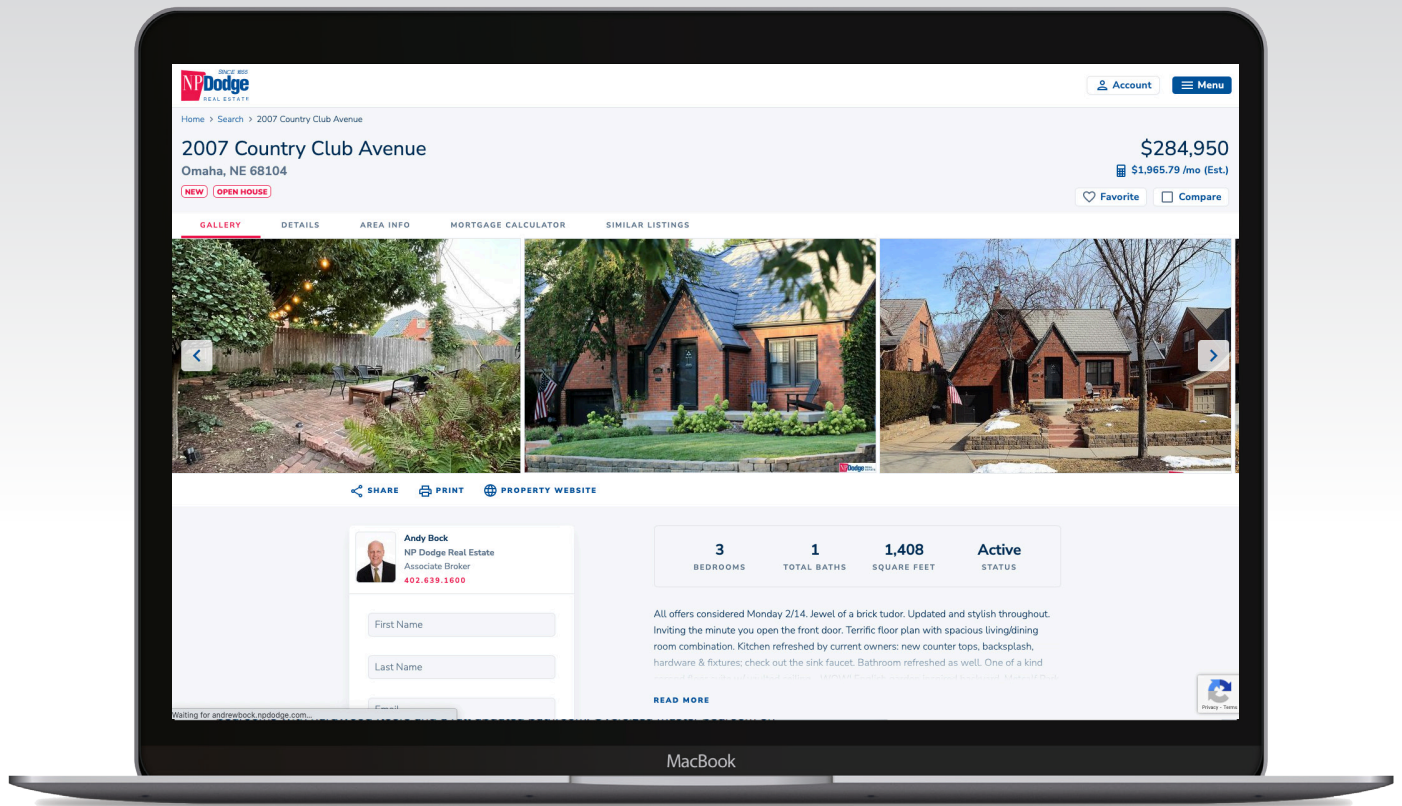 SINCE 1855
NPDodge
REAL ESTATE
Account
Menu
Home > Search > 2007 Country Club Avenue
2007 Country Club Avenue
$284,950
Omaha, NE 68104
$1,965.79 /mo (Est.)
NEW OPEN HOUSE
Favorite
Compare
GALLERY DETAILS AREA INFO MORTGAGE CALCULATOR SIMILAR LISTINGS
NPDodge
SHARE PRINT PROPERTY WEBSITE
Andy Bock
NP Dodge Real Estate
Associate Broker
402.639.1600
First Name
Last Name
Email
3 1 1,408 Active
BEDROOMS TOTAL BATHS SQUARE FEET STATUS
All offers considered Monday 2/14. Jewel of a brick tudor. Updated and stylish throughout.
Inviting the minute you open the front door. Terrific floor plan with spacious living/dining
room combination. Kitchen refreshed by current owners: new counter tops, backsplash,
hardware & fixtures; check out the sink faucet. Bathroom refreshed as well. One of a kind
READ MORE
Privacy - Terms
Waiting for andrewbock.npdodge.com...
MacBook